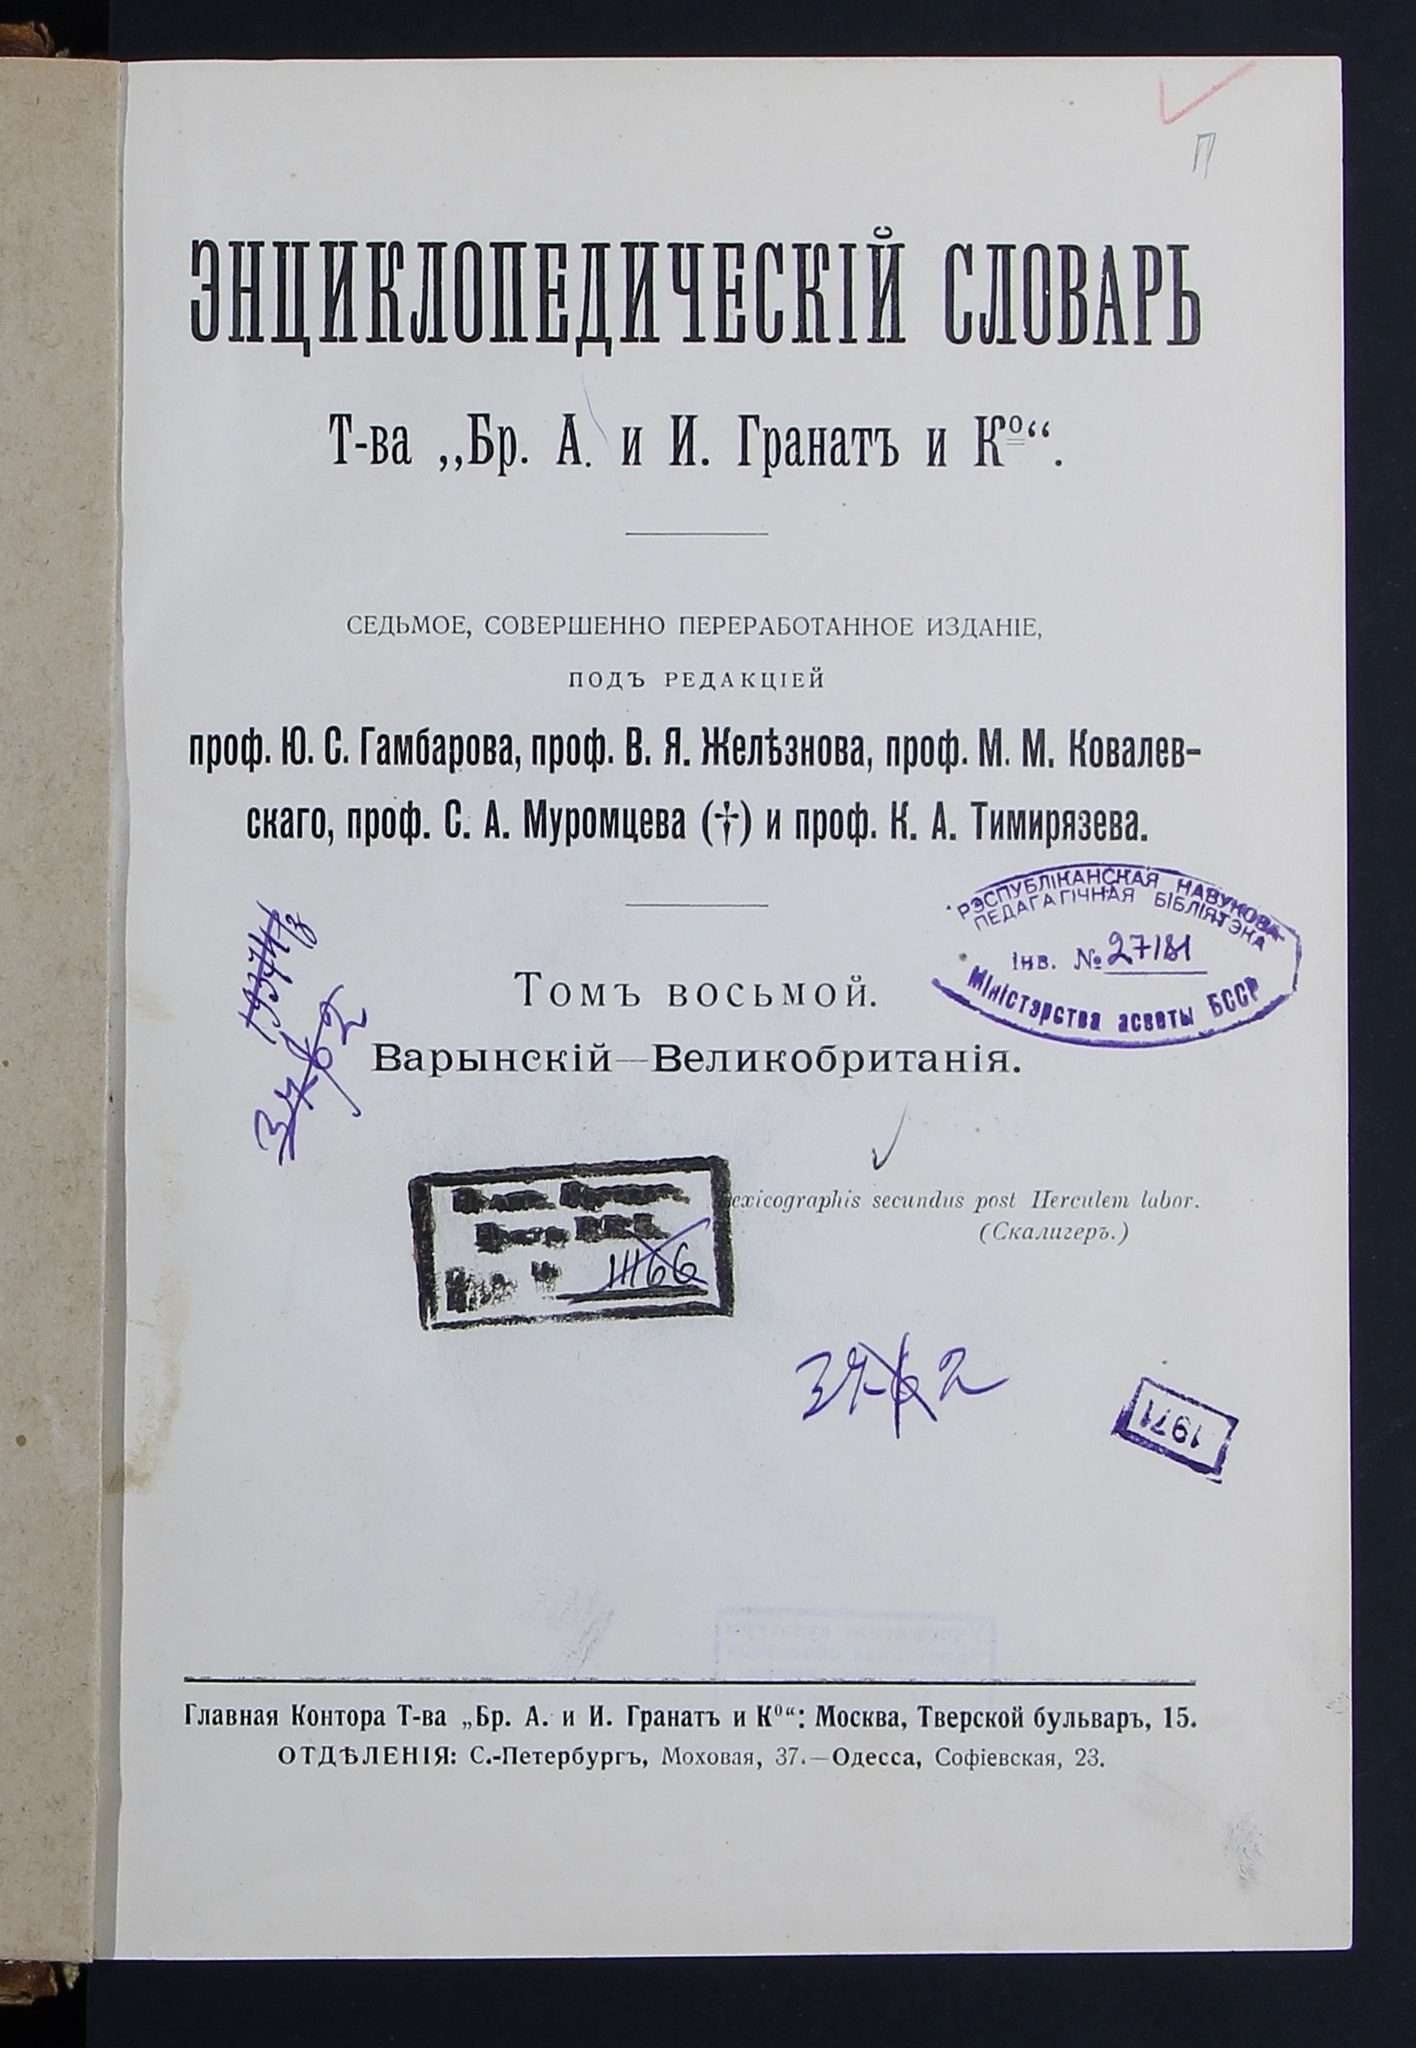 П
ЭНЦИКЛОПЕДИЧЕСКІЙ СЛОВАРЬ
Т-ва „Бр. А. и И. Гранатъ и Кº“.
СЕДЬМОЕ, СОВЕРШЕННО ПЕРЕРАБОТАННОЕ ИЗДАНІЕ,
ПОДЪ РЕДАКЦІЕЙ
проф. Ю. С. Гамбарова, проф. В. Я. Желѣзнова, проф. М. М. Ковалев-
скаго, проф. С. А. Муромцева (†) и проф. К. А. Тимирязева.
РЭСПУБЛІКАНСКАЯ НАВУКОВА-
ПЕДАГАГІЧНАЯ БІБЛІЯТЭКА
Інв. № 27181
Міністэрства асветы БССР
Томъ восьмой.
Варынскій—Великобританія.
exicographis secundus post Herculem labor.
(Скалигеръ.)
37-62
1971
Главная Контора Т-ва „Бр. А. и И. Гранатъ и Кº“: Москва, Тверской бульваръ, 15.
ОТДѢЛЕНІЯ: С.-Петербургъ, Моховая, 37.—Одесса, Софіевская, 23.